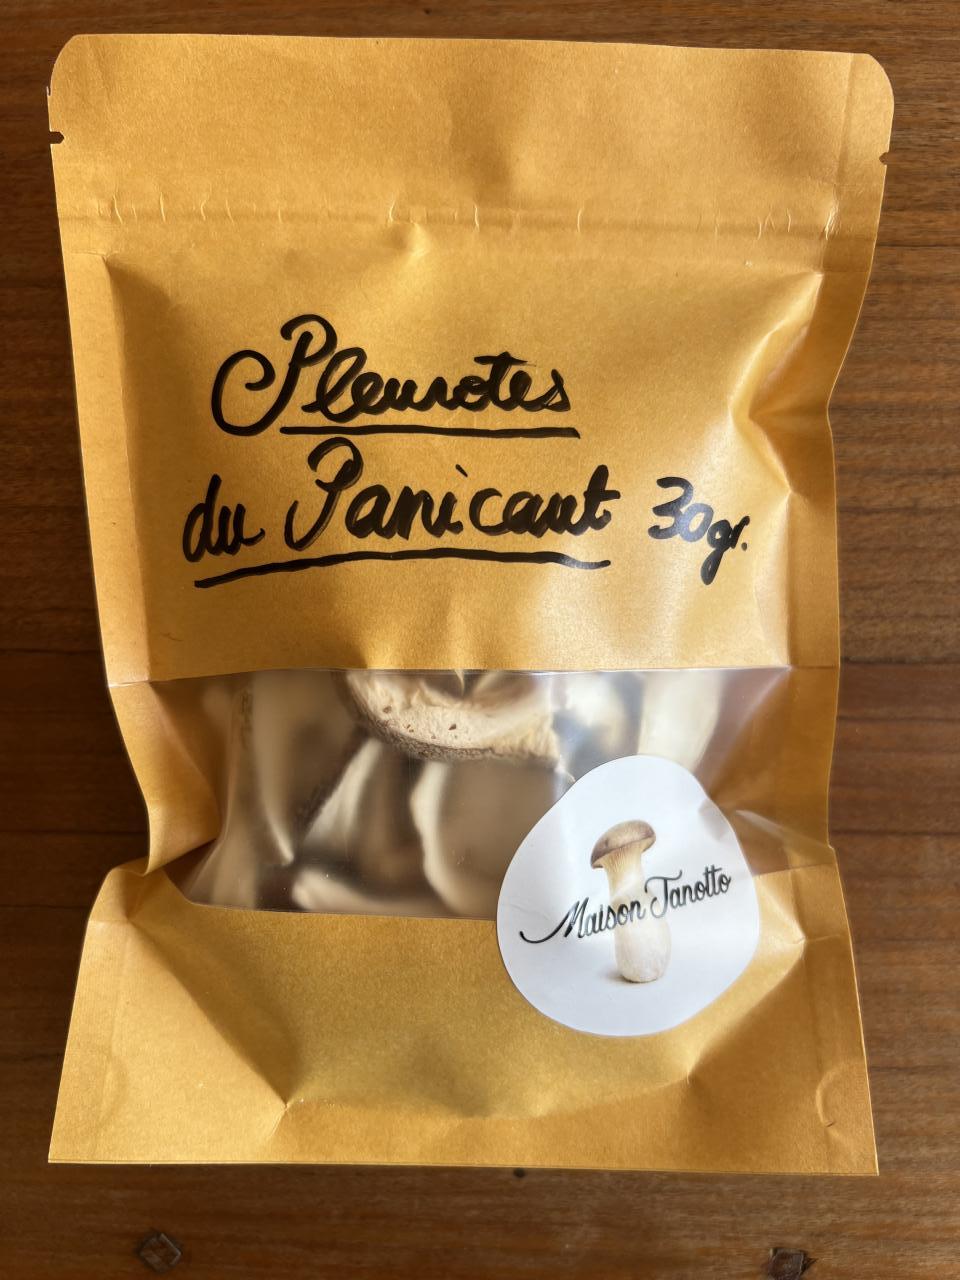 Pleurotes
du Panicaut 30gr.
Maison Tanotto